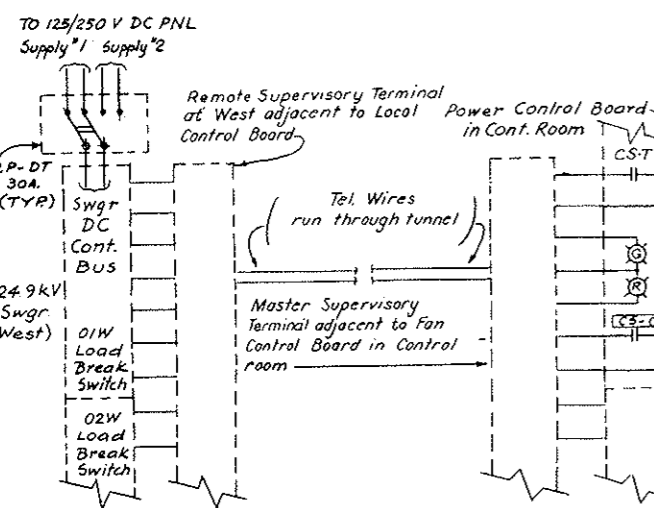 TO 125/250 V DC PNL
Supply #1 Supply #2
Remote Supervisory Terminal
at West adjacent to Local
Control Board
Power Control Board
in Cont. Room
CS-T
P-DT
30A.
(TYP.)
Swgr
DC
Cont.
Bus
Tel. Wires
run through tunnel
G
R
24.9kV
Swgr
West)
Master Supervisory
Terminal adjacent to Fan
Control Board in Control
room
01W
Load
Break
Switch
02W
Load
Break
Switch